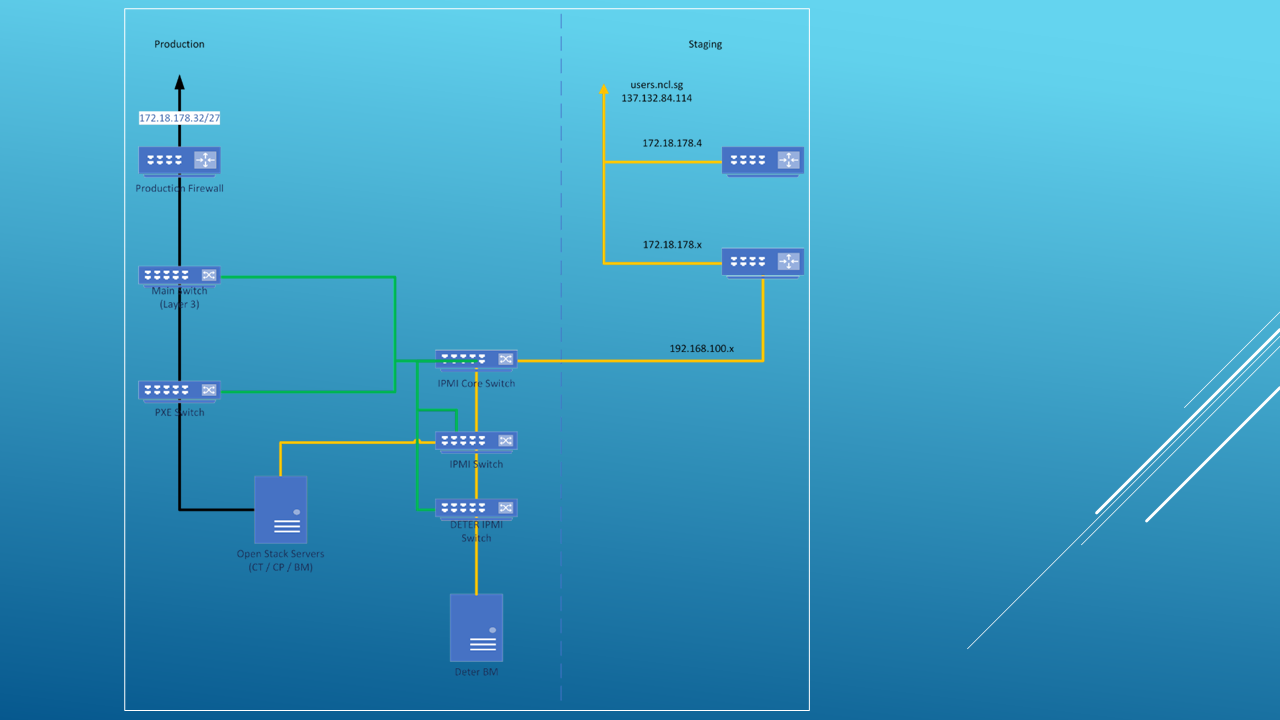 Production
Staging
users.ncl.sg
137.132.84.114
172.18.178.32/27
172.18.178.4
Production Firewall
172.18.178.x
Main Switch
(Layer 3)
192.168.100.x
IPMI Core Switch
PXE Switch
IPMI Switch
DETER IPMI
Switch
Open Stack Servers
(CT / CP / BM)
Deter BM